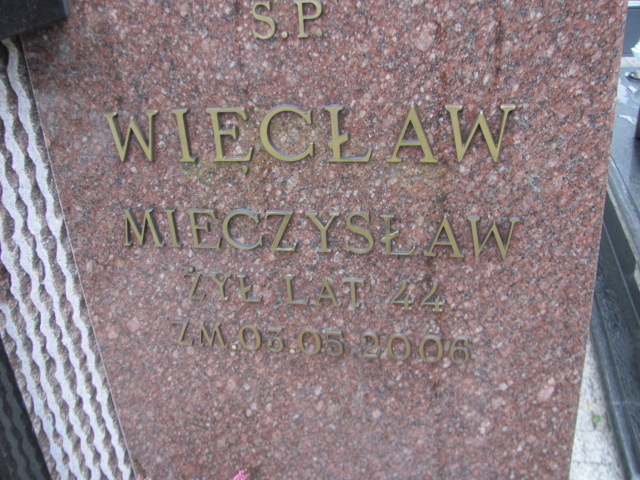 Ś.P.
WIĘCŁAW
MIECZYSŁAW
ŻYŁ LAT 44
ZM.03.05.2006